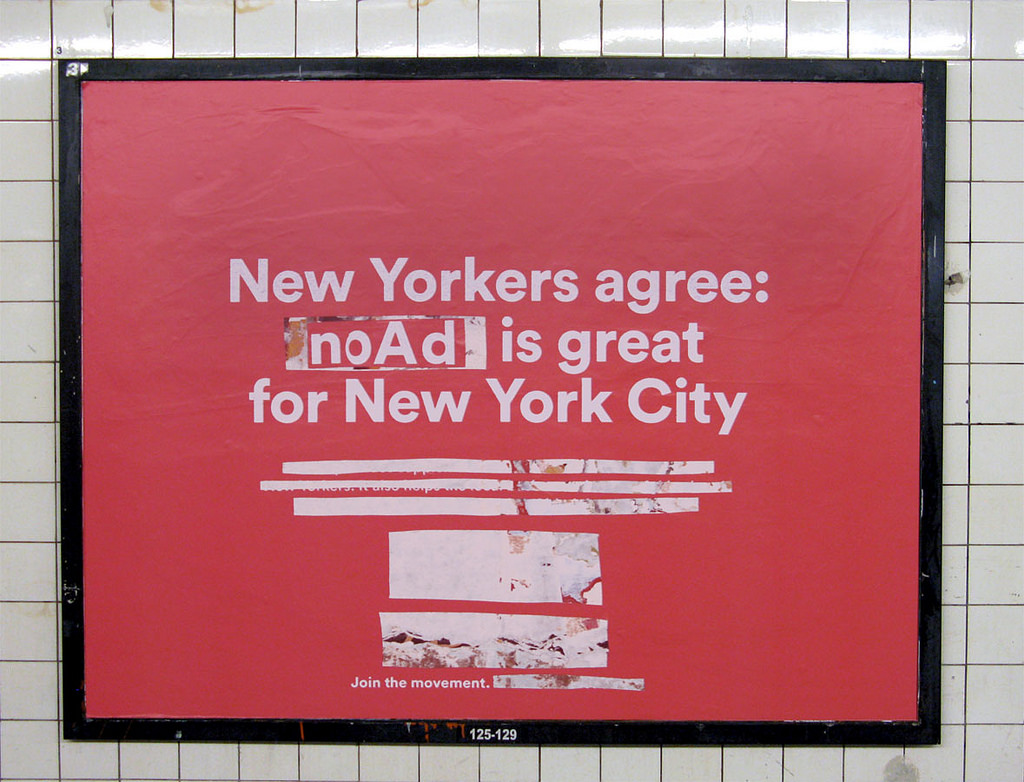 3
New Yorkers agree:
noAd is great
for New York City
Join the movement.
125-129